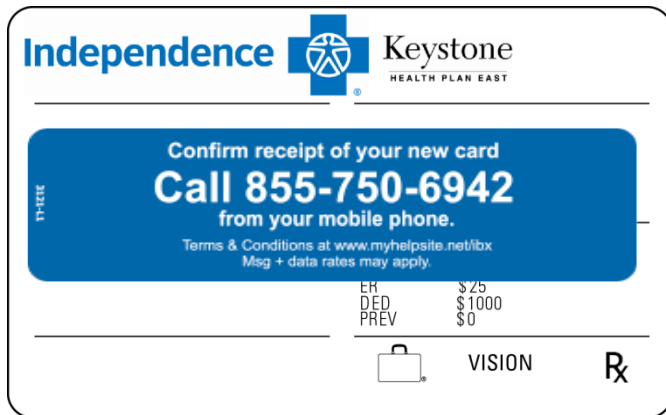 Independence
Keystone
HEALTH PLAN EAST
Confirm receipt of your new card
Call 855-750-6942
from your mobile phone.
Terms & Conditions at www.myhelpsite.net/ibx
Msg + data rates may apply.
3121-L1
ER $25
DED $1000
PREV $0
VISION
Rx